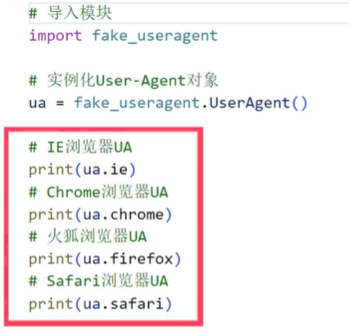 # 导入模块
import fake_useragent
# 实例化User-Agent对象
ua = fake_useragent.UserAgent()
# IE浏览器UA
print(ua.ie)
# Chrome浏览器UA
print(ua.chrome)
# 火狐浏览器UA
print(ua.firefox)
# Safari浏览器UA
print(ua.safari)